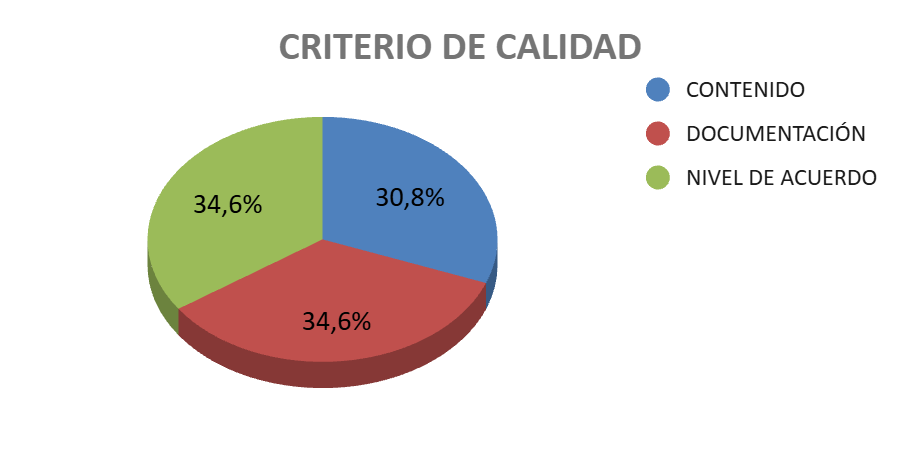 CRITERIO DE CALIDAD
CONTENIDO
DOCUMENTACIÓN
NIVEL DE ACUERDO
34,6%
30,8%
34,6%